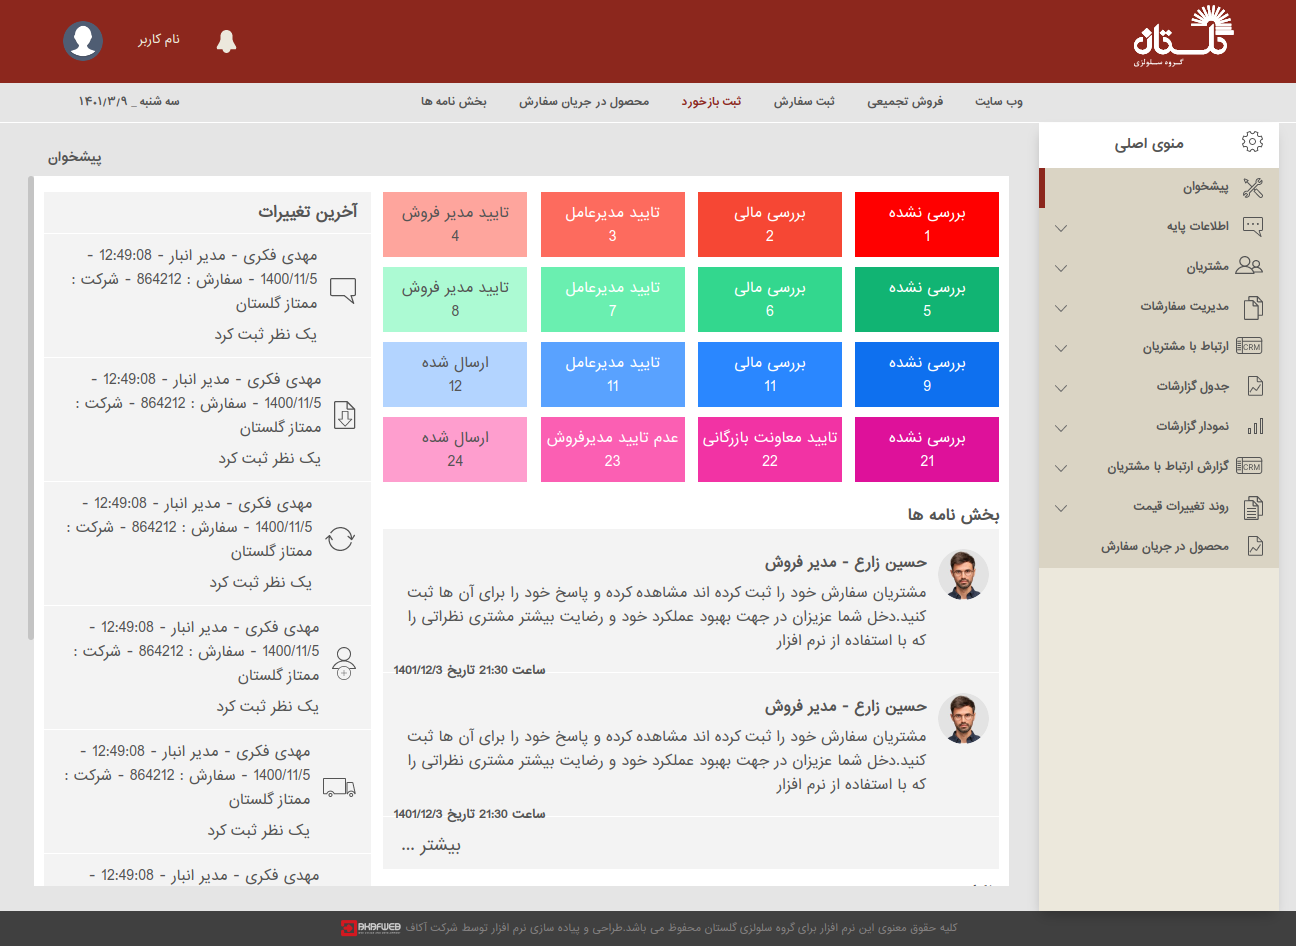 گلستان
گروه سلولزی
نام کاربر
وب سایت
فروش تجمیعی
ثبت سفارش
ثبت بازخورد
محصول در جریان سفارش
بخش نامه ها
سه شنبه _ ۱۴۰۱/۳/۹
منوی اصلی
پیشخوان
اطلاعات پایه
مشتریان
مدیریت سفارشات
CRM
ارتباط با مشتریان
جدول گزارشات
نمودار گزارشات
CRM
گزارش ارتباط با مشتریان
روند تغییرات قیمت
محصول در جریان سفارش
پیشخوان
بررسی نشده
1
بررسی مالی
2
تایید مدیرعامل
3
تایید مدیر فروش
4
بررسی نشده
5
بررسی مالی
6
تایید مدیرعامل
7
تایید مدیر فروش
8
بررسی نشده
9
بررسی مالی
11
تایید مدیرعامل
11
ارسال شده
12
بررسی نشده
21
تایید معاونت بازرگانی
22
عدم تایید مدیرفروش
23
ارسال شده
24
بخش نامه ها
حسین زارع - مدیر فروش
مشتریان سفارش خود را ثبت کرده اند مشاهده کرده و پاسخ خود را برای آن ها ثبت
کنید.دخل شما عزیزان در جهت بهبود عملکرد خود و رضایت بیشتر مشتری نظراتی را
که با استفاده از نرم افزار
ساعت 21:30 تاریخ 1401/12/3
حسین زارع - مدیر فروش
مشتریان سفارش خود را ثبت کرده اند مشاهده کرده و پاسخ خود را برای آن ها ثبت
کنید.دخل شما عزیزان در جهت بهبود عملکرد خود و رضایت بیشتر مشتری نظراتی را
که با استفاده از نرم افزار
ساعت 21:30 تاریخ 1401/12/3
بیشتر ...
آخرین تغییرات
مهدی فکری - مدیر انبار - 12:49:08 -
1400/11/5 - سفارش : 864212 - شرکت :
ممتاز گلستان
یک نظر ثبت کرد
مهدی فکری - مدیر انبار - 12:49:08 -
1400/11/5 - سفارش : 864212 - شرکت :
ممتاز گلستان
یک نظر ثبت کرد
مهدی فکری - مدیر انبار - 12:49:08 -
1400/11/5 - سفارش : 864212 - شرکت :
ممتاز گلستان
یک نظر ثبت کرد
مهدی فکری - مدیر انبار - 12:49:08 -
1400/11/5 - سفارش : 864212 - شرکت :
ممتاز گلستان
یک نظر ثبت کرد
مهدی فکری - مدیر انبار - 12:49:08 -
1400/11/5 - سفارش : 864212 - شرکت :
ممتاز گلستان
یک نظر ثبت کرد
مهدی فکری - مدیر انبار - 12:49:08 -
کلیه حقوق معنوی این نرم افزار برای گروه سلولزی گلستان محفوظ می باشد.طراحی و پیاده سازی نرم افزار توسط شرکت آکاف
AKAFWEB